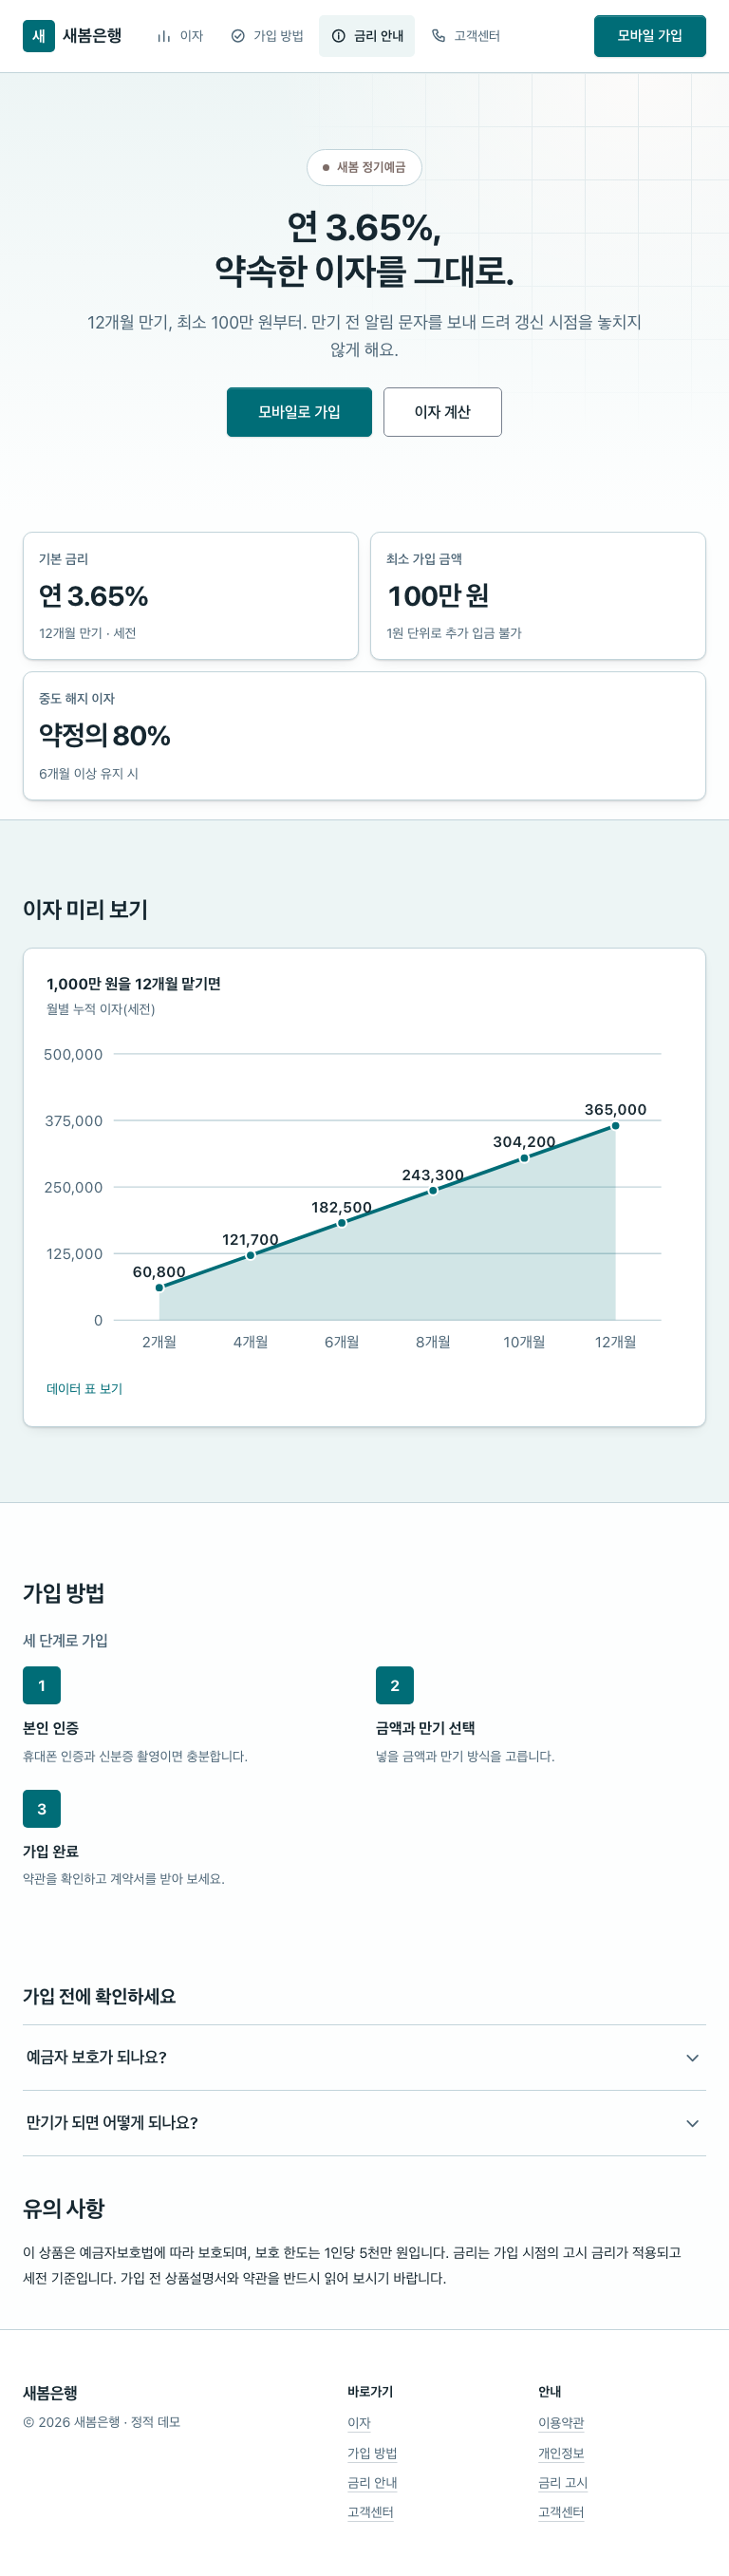 새 새봄은행 이자 가입 방법 금리 안내 고객센터 모바일 가입
새봄 정기예금
연 3.65%,
약속한 이자를 그대로.
12개월 만기, 최소 100만 원부터. 만기 전 알림 문자를 보내 드려 갱신 시점을 놓치지
않게 해요.
모바일로 가입 이자 계산
기본 금리
연 3.65%
12개월 만기 · 세전
최소 가입 금액
100만 원
1원 단위로 추가 입금 불가
중도 해지 이자
약정의 80%
6개월 이상 유지 시
이자 미리 보기
1,000만 원을 12개월 맡기면
월별 누적 이자(세전)
500,000
375,000
250,000
125,000
0
60,800
121,700
182,500
243,300
304,200
365,000
2개월 4개월 6개월 8개월 10개월 12개월
데이터 표 보기
가입 방법
세 단계로 가입
1
본인 인증
휴대폰 인증과 신분증 촬영이면 충분합니다.
2
금액과 만기 선택
넣을 금액과 만기 방식을 고릅니다.
3
가입 완료
약관을 확인하고 계약서를 받아 보세요.
가입 전에 확인하세요
예금자 보호가 되나요?
만기가 되면 어떻게 되나요?
유의 사항
이 상품은 예금자보호법에 따라 보호되며, 보호 한도는 1인당 5천만 원입니다. 금리는 가입 시점의 고시 금리가 적용되고
세전 기준입니다. 가입 전 상품설명서와 약관을 반드시 읽어 보시기 바랍니다.
새봄은행
© 2026 새봄은행 · 정적 데모
바로가기
이자
가입 방법
금리 안내
고객센터
안내
이용약관
개인정보
금리 고시
고객센터